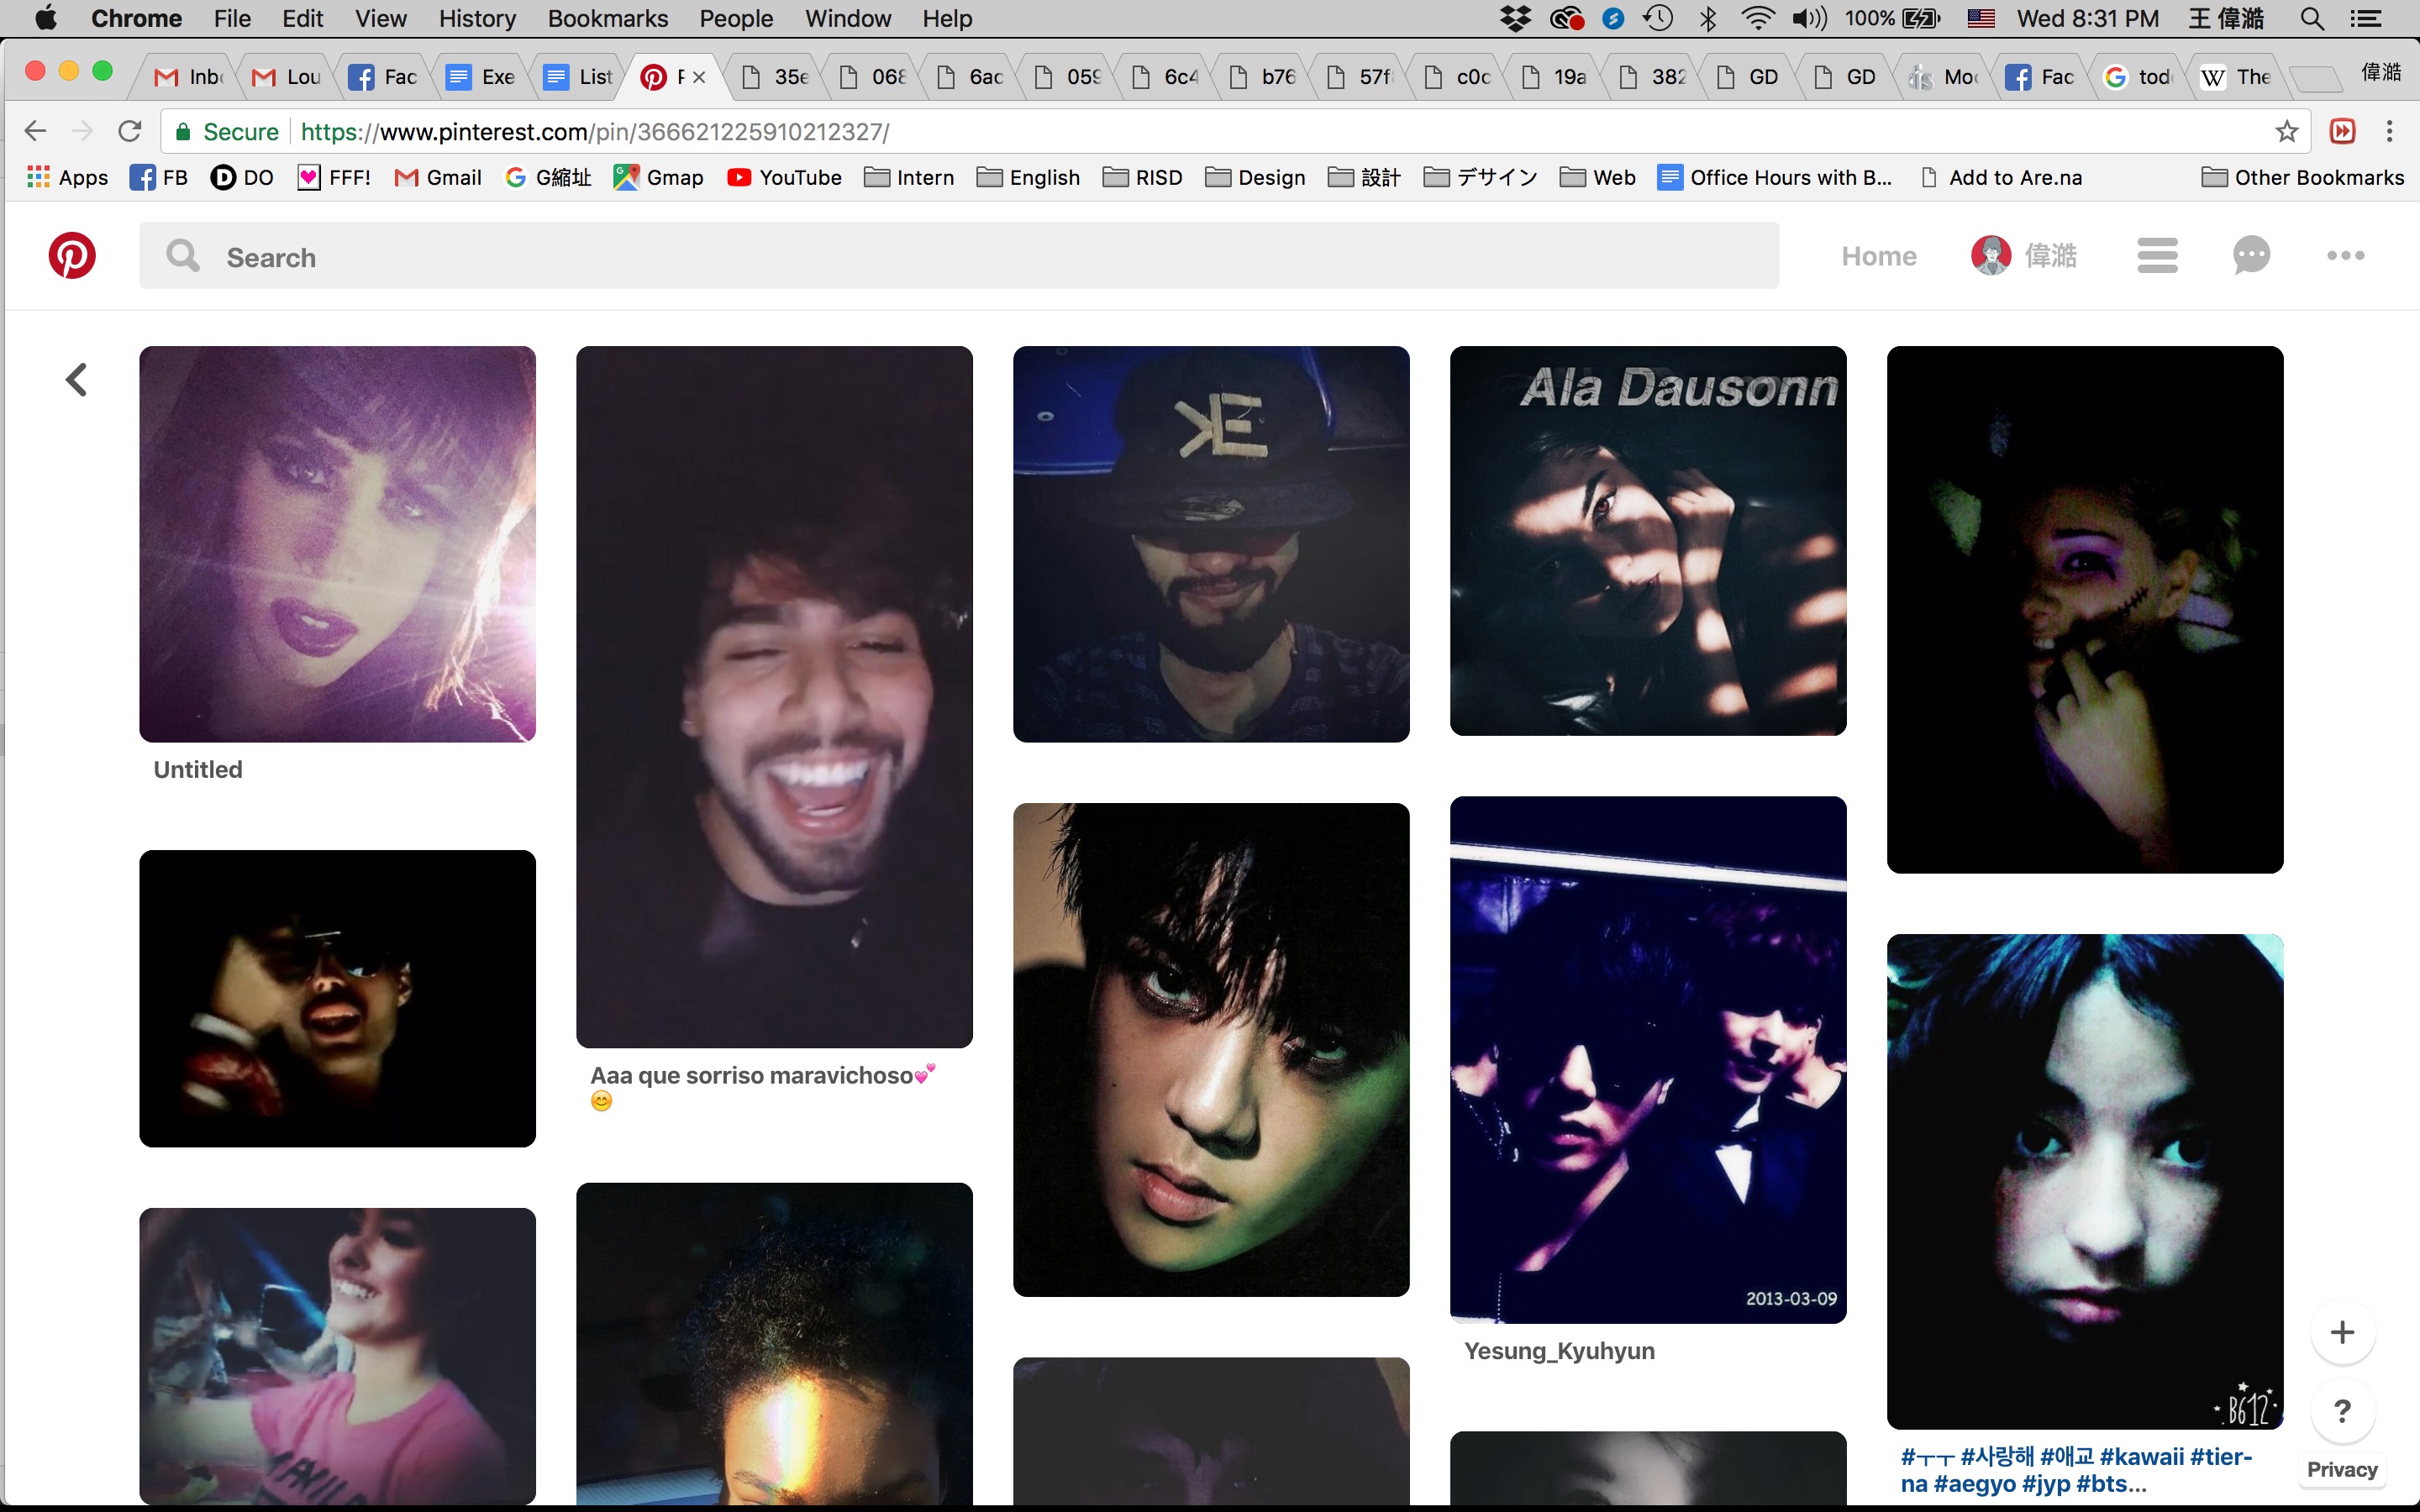 Chrome File Edit View History Bookmarks People Window Help
100% Wed 8:31 PM 王 偉澔
Inb Lou Fac Exe List 35e 068 6ac 059 6c4 b76 57f c0c 19a 382 GD GD Mo Fac tod The 偉澔
Secure https://www.pinterest.com/pin/366621225910212327/
Apps FB DO FFF! Gmail G縮址 Gmap YouTube Intern English RISD Design 設計 デサイン Web Office Hours with B... Add to Are.na Other Bookmarks
Search Home 偉澔
Ala Dausonn
Untitled
Aaa que sorriso maravichoso💕
😊
2013-03-09
Yesung_Kyuhyun
B612
#ㅜㅜ #사랑해 #애교 #kawaii #tier-
na #aegyo #jyp #bts...
?
Privacy